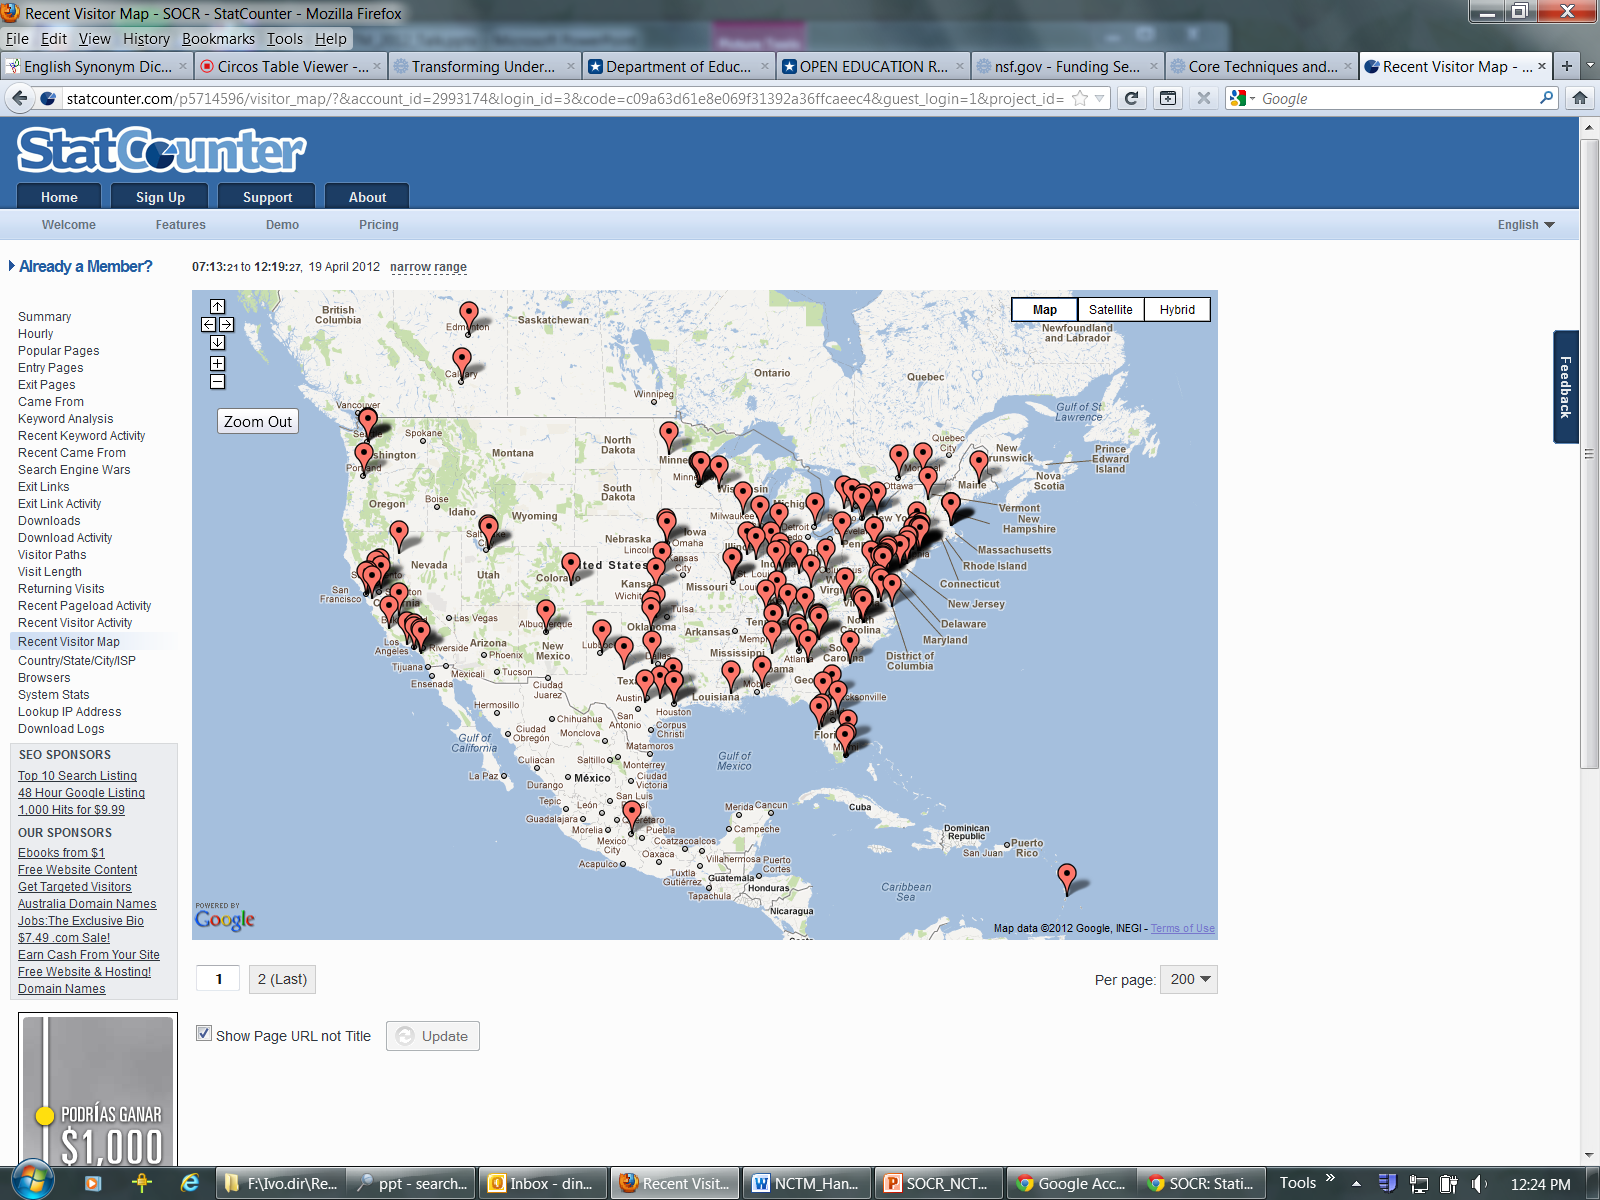 Recent Visitor Map - SOCR - StatCounter - Mozilla Firefox
File Edit View History Bookmarks Tools Help
English Synonym Dic... Circos Table Viewer -... Transforming Under... Department of Educ... OPEN EDUCATION R... nsf.gov - Funding Se... Core Techniques and... Recent Visitor Map - ...
statcounter.com/p5714596/visitor_map/?&account_id=2993174&login_id=3&code=c09a63d61e8e069f31392a36ffcaeec4&guest_login=1&project_id= Google
StatCounter
Home Sign Up Support About
Welcome Features Demo Pricing English
Already a Member?
07:13:21 to 12:19:27, 19 April 2012 narrow range
Summary
Hourly
Popular Pages
Entry Pages
Exit Pages
Came From
Keyword Analysis
Recent Keyword Activity
Recent Came From
Search Engine Wars
Exit Links
Exit Link Activity
Downloads
Download Activity
Visitor Paths
Visit Length
Returning Visits
Recent Pageload Activity
Recent Visitor Activity
Recent Visitor Map
Country/State/City/ISP
Browsers
System Stats
Lookup IP Address
Download Logs
SEO SPONSORS
Top 10 Search Listing
48 Hour Google Listing
1,000 Hits for $9.99
OUR SPONSORS
Ebooks from $1
Free Website Content
Get Targeted Visitors
Australia Domain Names
Jobs:The Exclusive Bio
$7.49 .com Sale!
Earn Cash From Your Site
Free Website & Hosting!
Domain Names
PODRÍAS GANAR
$1,000
Zoom Out
Map Satellite Hybrid
British
Columbia
Edmonton
Saskatchewan
Newfoundland
and Labrador
Calgary
Ontario
Quebec
Winnipeg
Vancouver
Gulf of St
Lawrence
Spokane
Quebec
City
New
Brunswick
Prince
Edward
Island
Montana
North
Dakota
Nova
Scotia
Maine
Ottawa
Portland
South
Dakota
Oregon
Boise
Idaho
Wyoming
Milwaukee
Vermont
New
Hampshire
Detroit
Nebraska
Iowa
Omaha
Lincoln
Massachusetts
Rhode Island
Connecticut
New Jersey
Delaware
Maryland
District of
Columbia
Nevada
Utah
Colorado
United States
Kansas
Kansas
City
Missouri
San
Francisco
Las Vegas
Albuquerque
Oklahoma
Tulsa
Arkansas
Los
Angeles
Riverside
Arizona
Phoenix
New
Mexico
Mississippi
Atlanta
Tijuana
Mexicali
Tucson
Ensenada
Ciudad
Juarez
Austin
Louisiana
Mobile
Houston
Hermosillo
Chihuahua
San
Antonio
Corpus
Christi
Gulf of
California
Ciudad
Obregón
Monclova
Matamoros
Culiacan
Saltillo
Monterrey
Gulf of
Mexico
La Paz
Durango
México
Ciudad
Victoria
Tepic
León
San Luis
Merida
Cancun
Cuba
Guadalajara
Morelia
Puebla
Campeche
Mexico
City
Coatzacoalcos
Dominican
Republic
San Juan
Puerto
Rico
Acapulco
Oaxaca
Villahermosa
Puerto
Cortes
Tuxtla
Gutiérrez
Guatemala
Honduras
Tapachula
Caribbean
Sea
Nicaragua
POWERED BY
Google
Map data ©2012 Google, INEGI - Terms of Use
Feedback
1 2 (Last) Per page: 200
Show Page URL not Title Update
F:\Ivo.dir\Re... ppt - search... Inbox - din... Recent Visit... NCTM_Han... SOCR_NCT... Google Acc... SOCR: Stati... Tools 12:24 PM